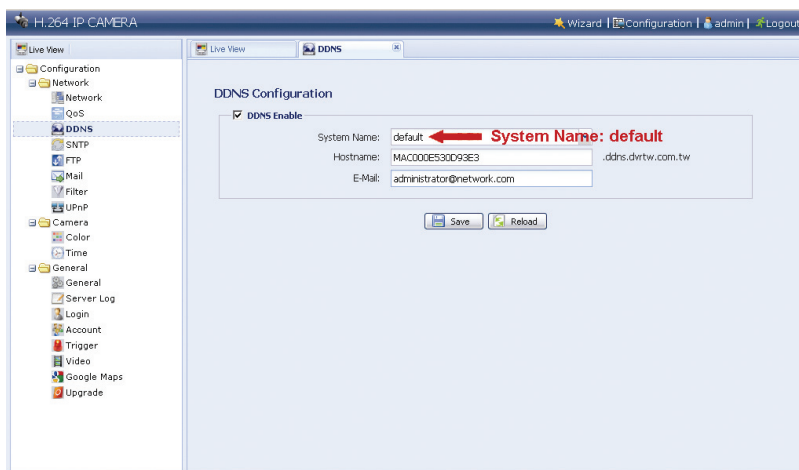 H.264 IP CAMERA
Wizard | Configuration | admin | Logout
Live View
Live View
DDNS
Configuration
Network
Network
QoS
DDNS
SNTP
FTP
Mail
Filter
UPnP
Camera
Color
Time
General
General
Server Log
Login
Account
Trigger
Video
Google Maps
Upgrade
DDNS Configuration
DDNS Enable
System Name: default System Name: default
Hostname: MAC000E530D93E3 .ddns.dvrtw.com.tw
E-Mail: administrator@network.com
Save Reload